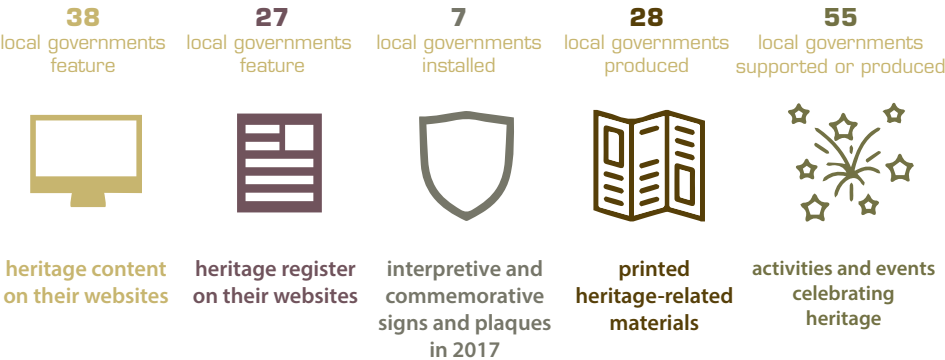 38
local governments
feature
heritage content
on their websites
27
local governments
feature
heritage register
on their websites
7
local governments
installed
interpretive and
commemorative
signs and plaques
in 2017
28
local governments
produced
printed
heritage-related
materials
55
local governments
supported or produced
activities and events
celebrating
heritage